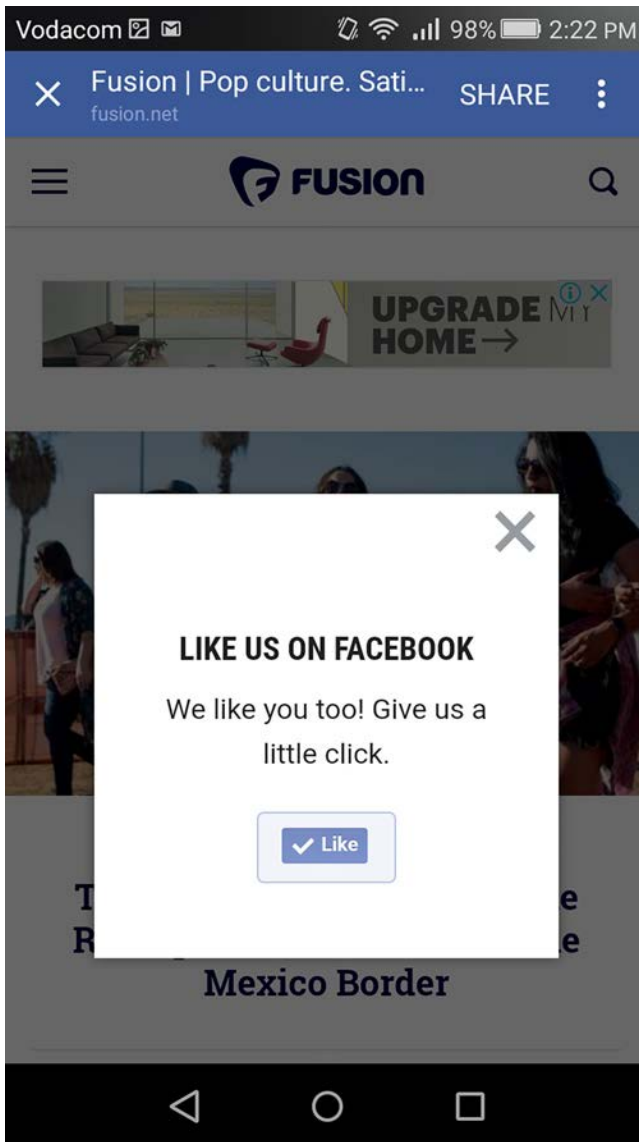 Vodacom 98% 2:22 PM
Fusion | Pop culture. Sati... SHARE
fusion.net
FUSION
UPGRADE MY
HOME→
LIKE US ON FACEBOOK
We like you too! Give us a
little click.
Like
T e
R e
Mexico Border